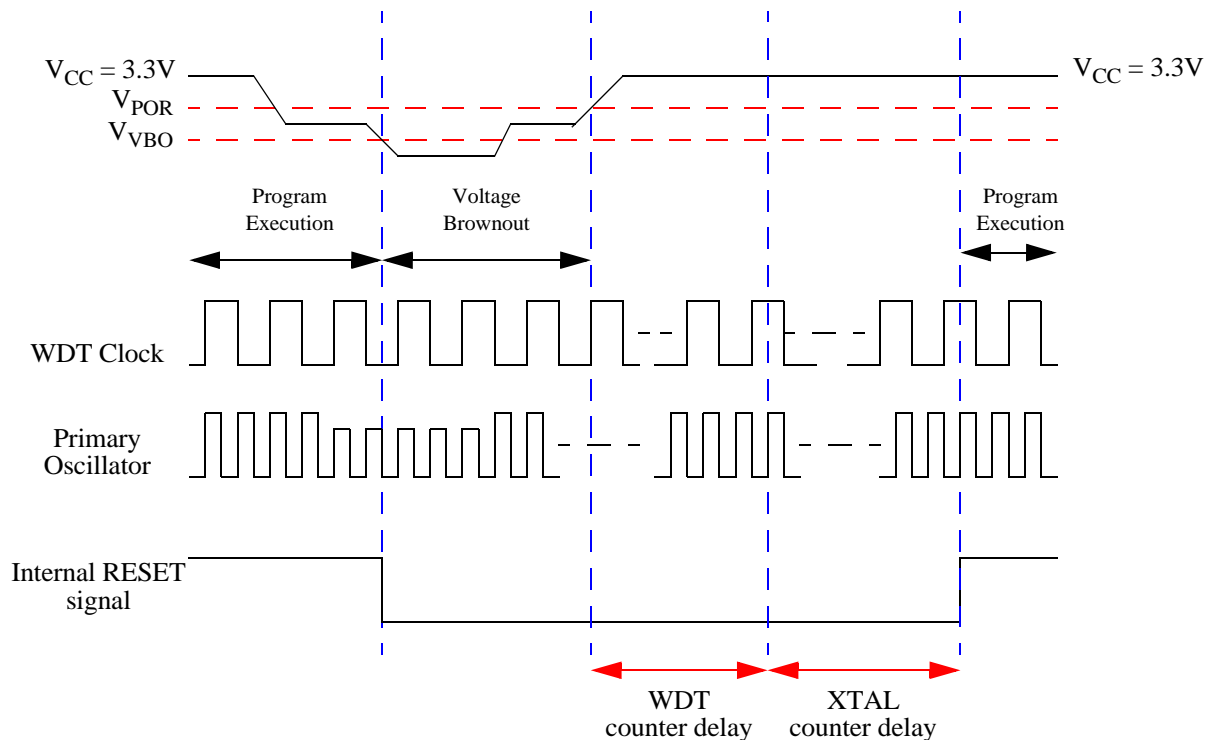 VCC = 3.3V
VCC = 3.3V
VPOR
VVBO
Program
Execution
Voltage
Brownout
Program
Execution
WDT Clock
Primary
Oscillator
Internal RESET
signal
WDT
counter delay
XTAL
counter delay